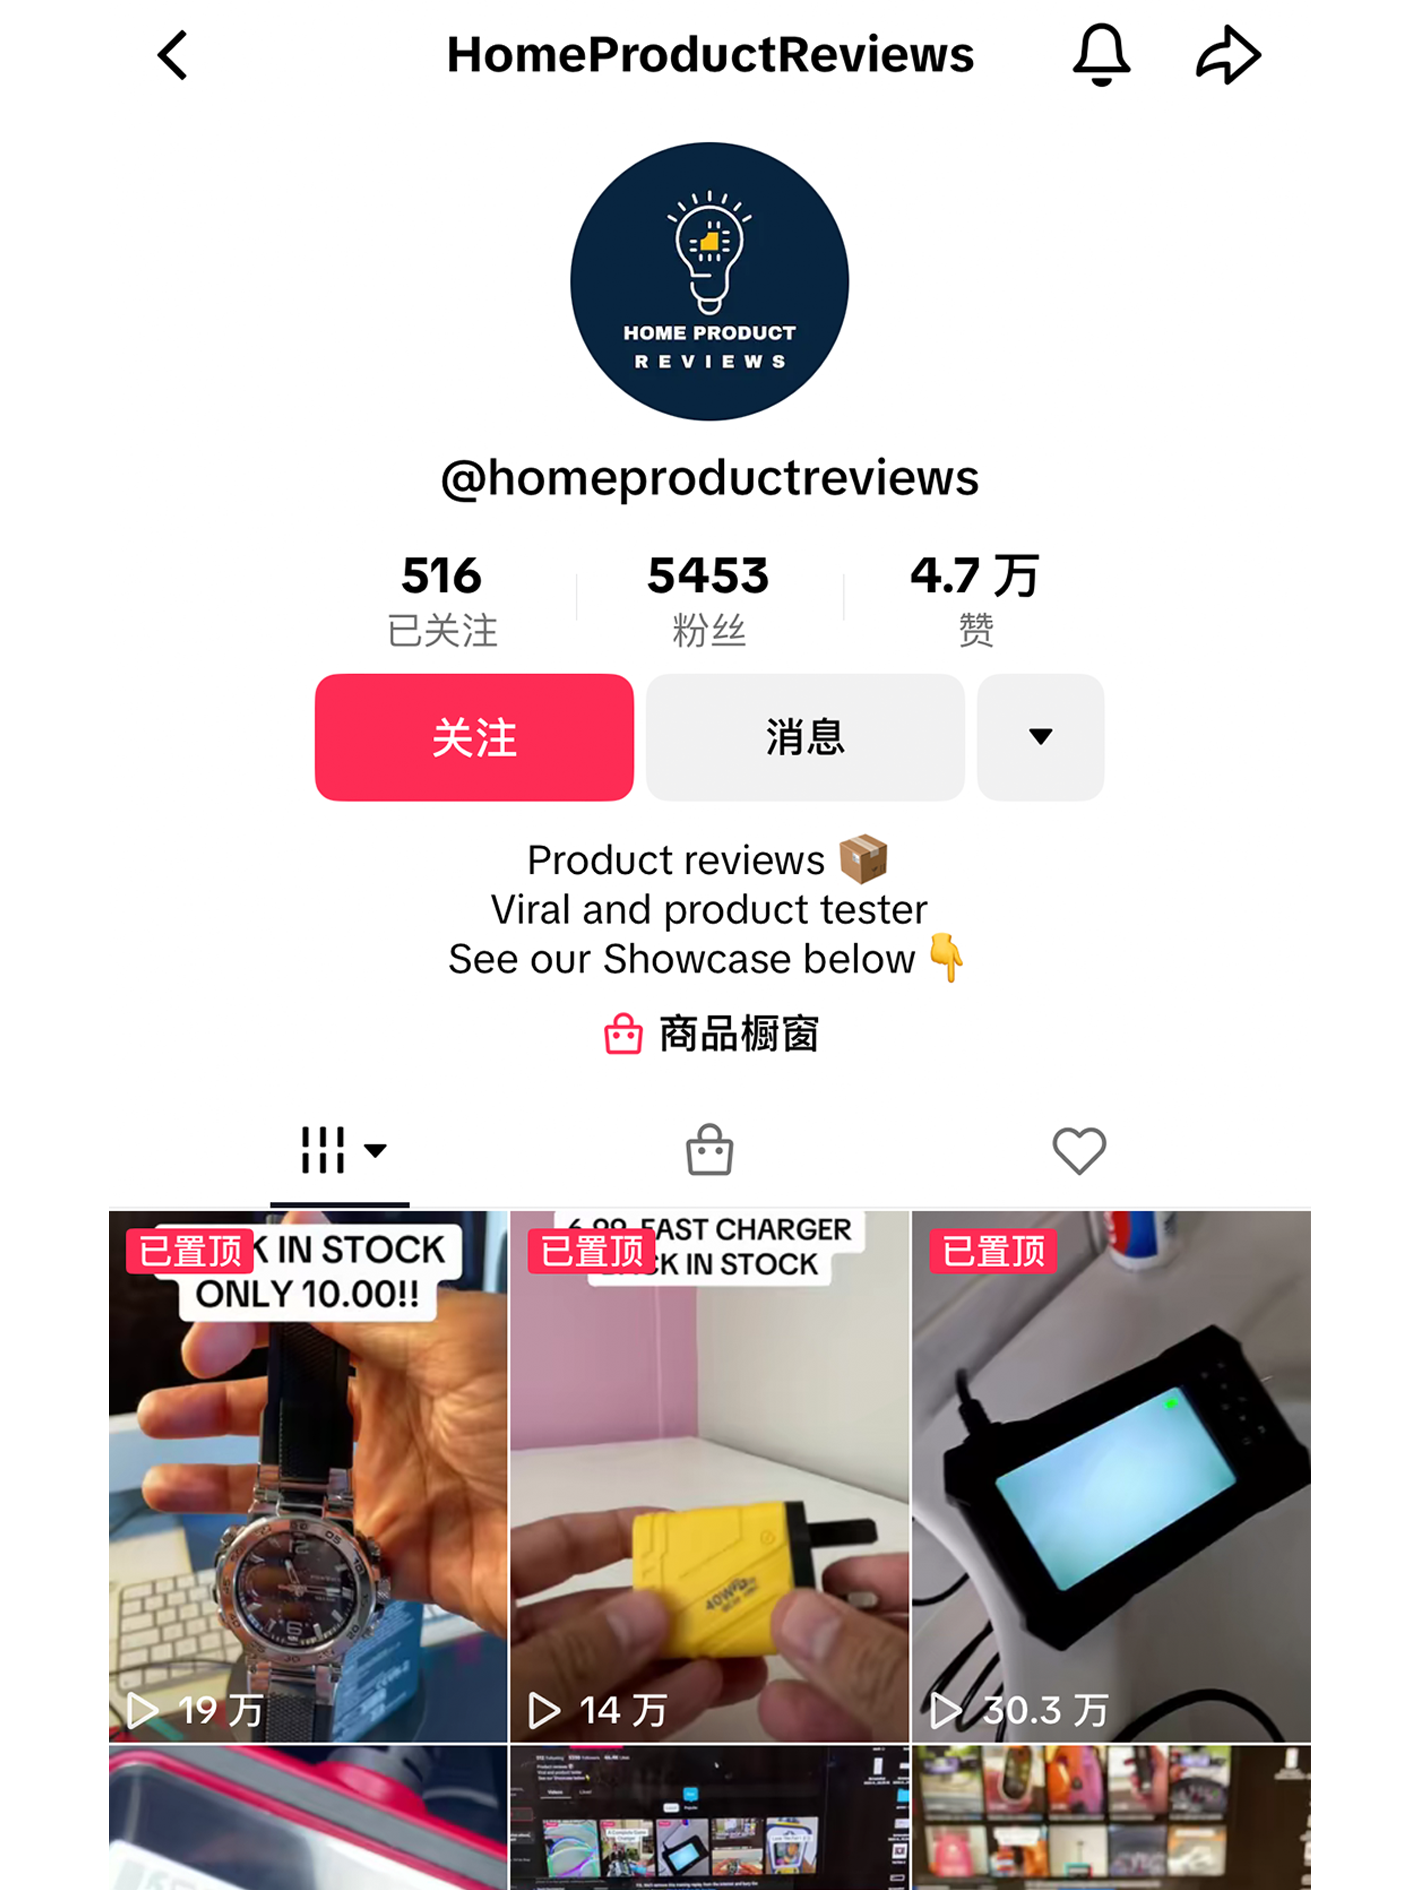 HomeProductReviews
HOME PRODUCT
REVIEWS
@homeproductreviews
516
已关注
5453
粉丝
4.7 万
赞
关注
消息
Product reviews 📦
Viral and product tester
See our Showcase below 👇
商品橱窗
已置顶
K IN STOCK
ONLY 10.00!!
19 万
已置顶
FAST CHARGER
CK IN STOCK
40W
14 万
已置顶
30.3 万